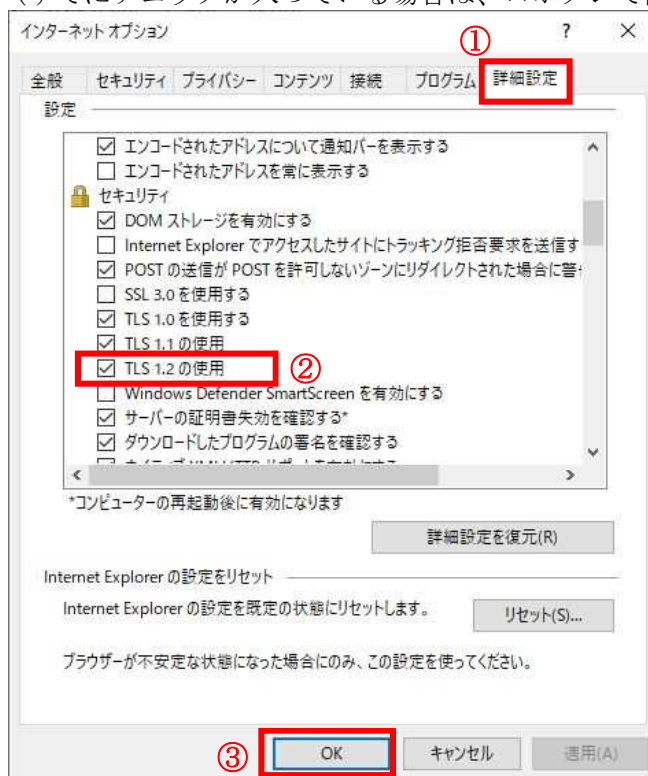 インターネット オプション ? ×
①
全般 セキュリティ プライバシー コンテンツ 接続 プログラム 詳細設定
設定
エンコードされたアドレスについて通知バーを表示する
エンコードされたアドレスを常に表示する
セキュリティ
DOM ストレージを有効にする
Internet Explorer でアクセスしたサイトにトラッキング拒否要求を送信す
POST の送信が POST を許可しないゾーンにリダイレクトされた場合に警
SSL 3.0 を使用する
TLS 1.0 を使用する
TLS 1.1 の使用
TLS 1.2 の使用 ②
Windows Defender SmartScreen を有効にする
サーバーの証明書失効を確認する*
ダウンロードしたプログラムの署名を確認する
*コンピューターの再起動後に有効になります
詳細設定を復元(R)
Internet Explorer の設定をリセット
Internet Explorer の設定を既定の状態にリセットします。 リセット(S)...
ブラウザーが不安定な状態になった場合にのみ、この設定を使ってください。
③ OK キャンセル 適用(A)